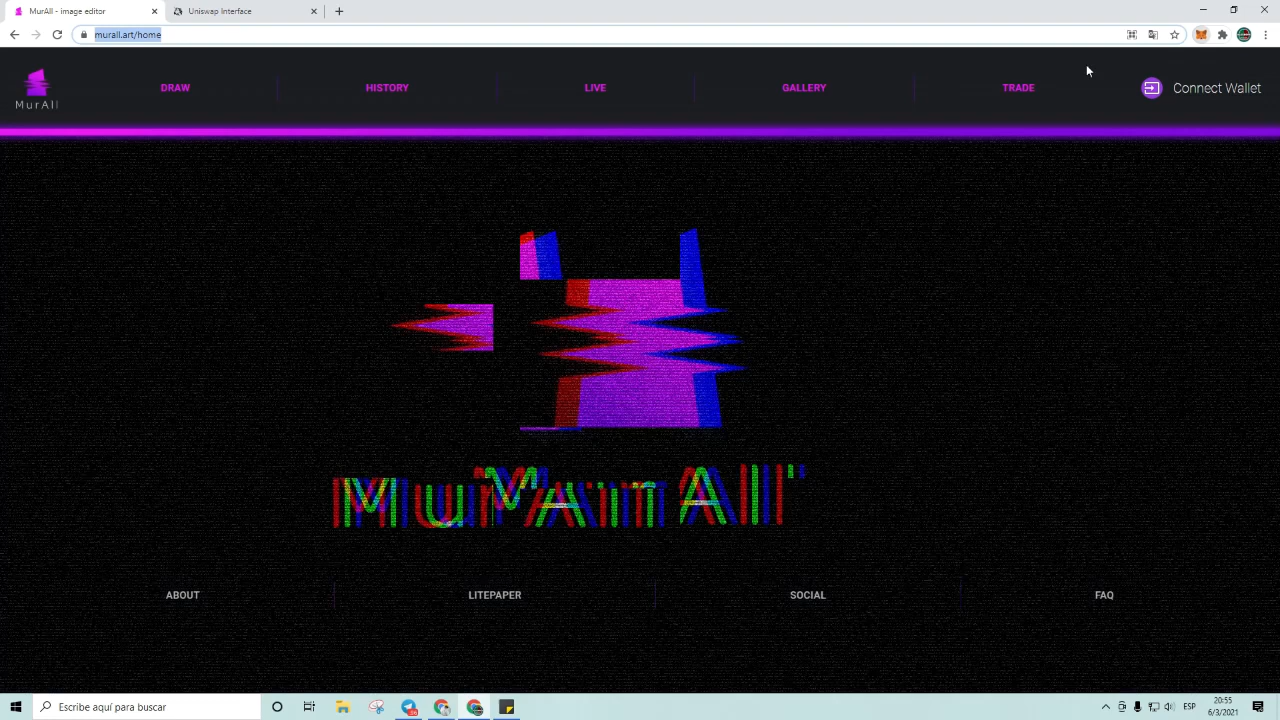 MurAll - image editor
Uniswap Interface
murall.art/home
MurAll
DRAW
HISTORY
LIVE
GALLERY
TRADE
Connect Wallet
ABOUT
LITEPAPER
SOCIAL
FAQ
Escribe aquí para buscar
ESP
20:55
6/3/2021